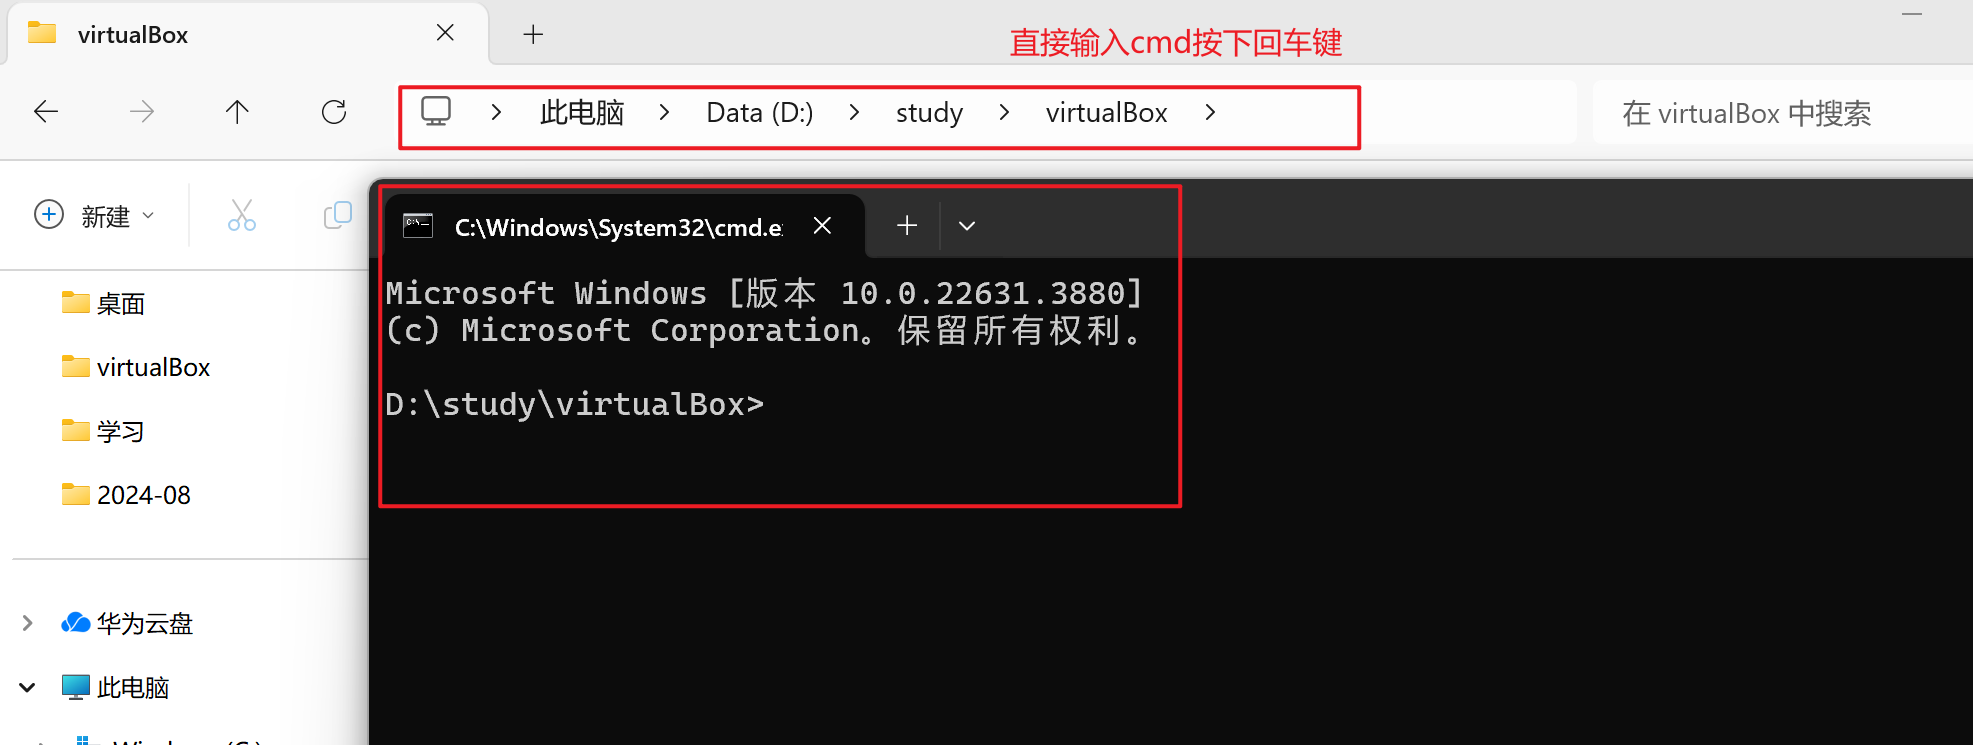 virtualBox
直接输入cmd按下回车键
此电脑 Data (D:) study virtualBox
在 virtualBox 中搜索
新建
C:\Windows\System32\cmd.e
桌面
virtualBox
学习
2024-08
华为云盘
此电脑
Microsoft Windows [版本 10.0.22631.3880]
(c) Microsoft Corporation。保留所有权利。
D:\study\virtualBox>